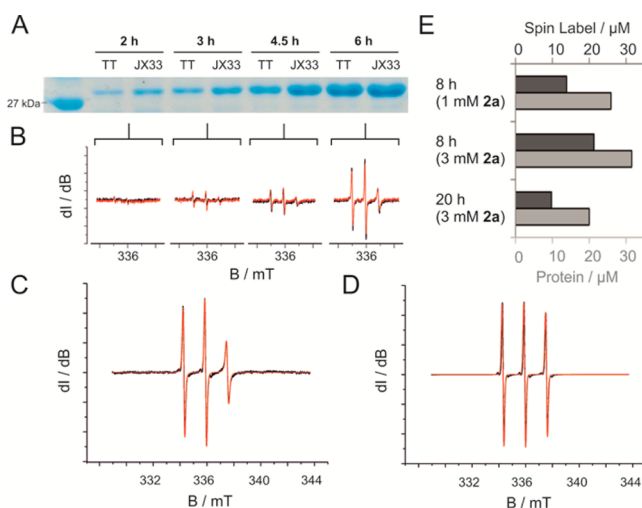 A
2 h 3 h 4.5 h 6 h
TT JX33 TT JX33 TT JX33 TT JX33
27 kDa
B
dI / dB
336 336 336 336
B / mT
C
dI / dB
332 336 340 344
B / mT
D
dI / dB
332 336 340 344
B / mT
E
Spin Label / μM
0 10 20 30
8 h
(1 mM 2a)
8 h
(3 mM 2a)
20 h
(3 mM 2a)
0 10 20 30
Protein / μM